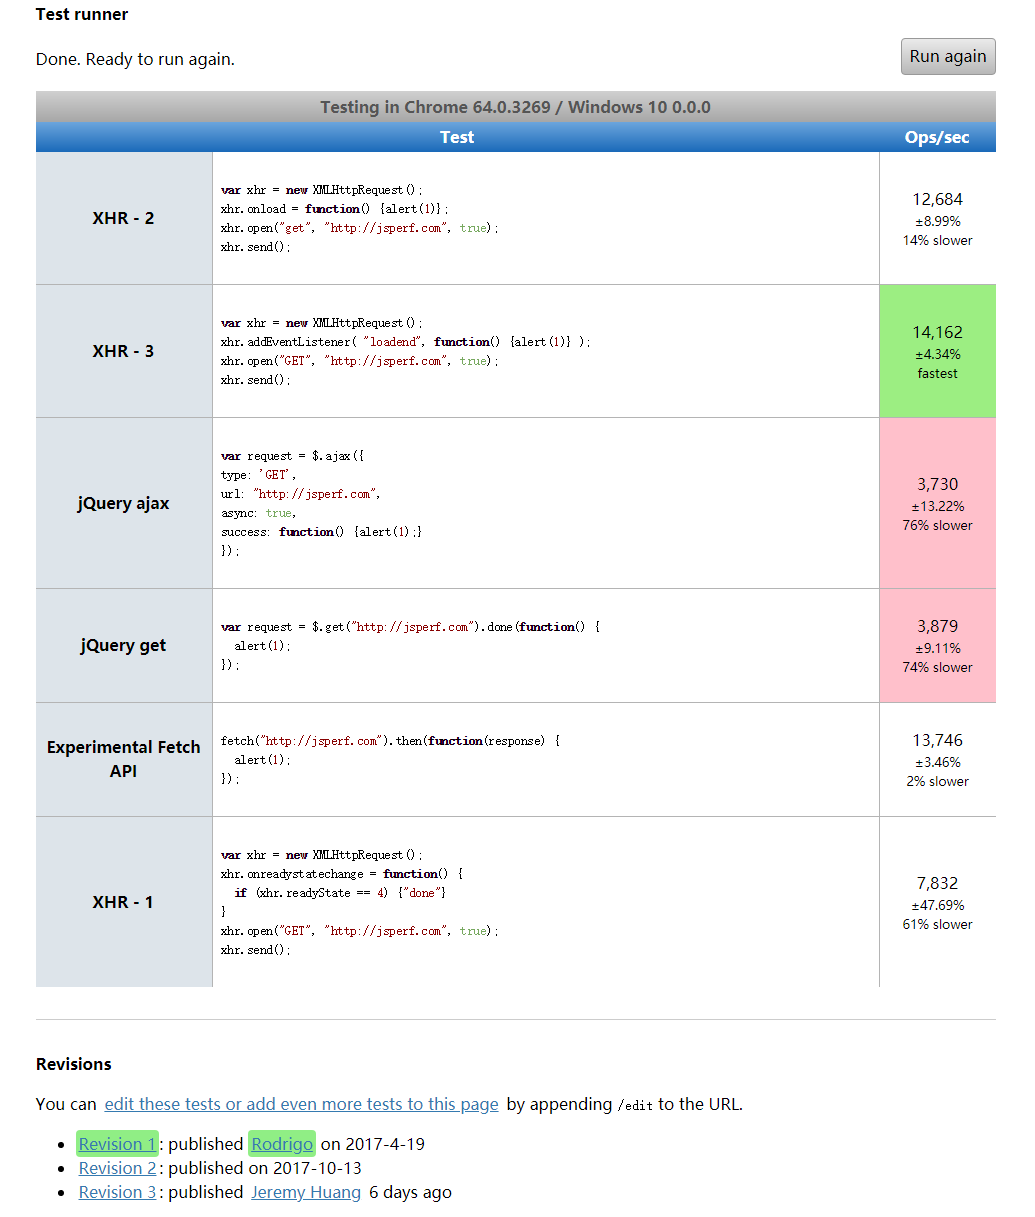 Test runner
Done. Ready to run again.
Run again
Testing in Chrome 64.0.3269 / Windows 10 0.0.0
Test Ops/sec
XHR - 2
var xhr = new XMLHttpRequest();
xhr.onload = function() {alert(1)};
xhr.open("get", "http://jsperf.com", true);
xhr.send();
12,684
±8.99%
14% slower
XHR - 3
var xhr = new XMLHttpRequest();
xhr.addEventListener( "loadend", function() {alert(1)} );
xhr.open("GET", "http://jsperf.com", true);
xhr.send();
14,162
±4.34%
fastest
jQuery ajax
var request = $.ajax({
type: 'GET',
url: "http://jsperf.com",
async: true,
success: function() {alert(1);}
});
3,730
±13.22%
76% slower
jQuery get
var request = $.get("http://jsperf.com").done(function() {
alert(1);
});
3,879
±9.11%
74% slower
Experimental Fetch
API
fetch("http://jsperf.com").then(function(response) {
alert(1);
});
13,746
±3.46%
2% slower
XHR - 1
var xhr = new XMLHttpRequest();
xhr.onreadystatechange = function() {
if (xhr.readyState == 4) {"done"}
}
xhr.open("GET", "http://jsperf.com", true);
xhr.send();
7,832
±47.69%
61% slower
Revisions
You can edit these tests or add even more tests to this page by appending /edit to the URL.
• Revision 1: published Rodrigo on 2017-4-19
• Revision 2: published on 2017-10-13
• Revision 3: published Jeremy Huang 6 days ago